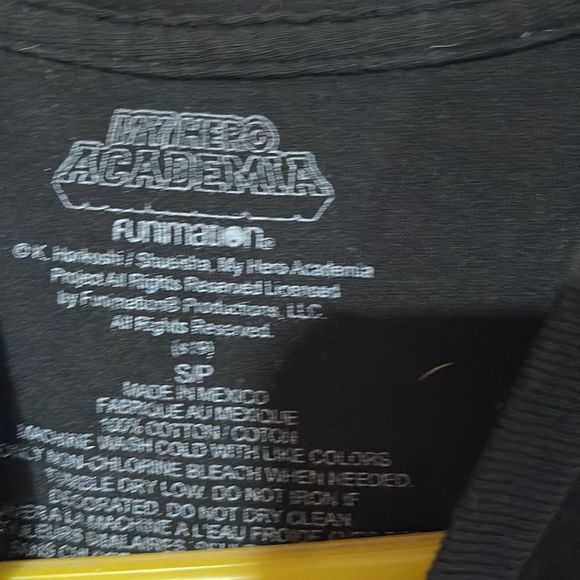 MY HERO
ACADEMIA
FUNIMATION®
©K. Horikoshi / Shueisha, My Hero Academia
Project. All Rights Reserved. Licensed
by Funimation® Productions, LLC.
All Rights Reserved.
S/P
MADE IN MEXICO
FABRIQUE AU MEXIQUE
100% COTTON / COTON
MACHINE WASH COLD WITH LIKE COLORS
ONLY NON-CHLORINE BLEACH WHEN NEEDED.
TUMBLE DRY LOW. DO NOT IRON IF
DECORATED. DO NOT DRY CLEAN.
LAVER A LA MACHINE A L'EAU FROIDE
COULEURS SIMILAIRES.